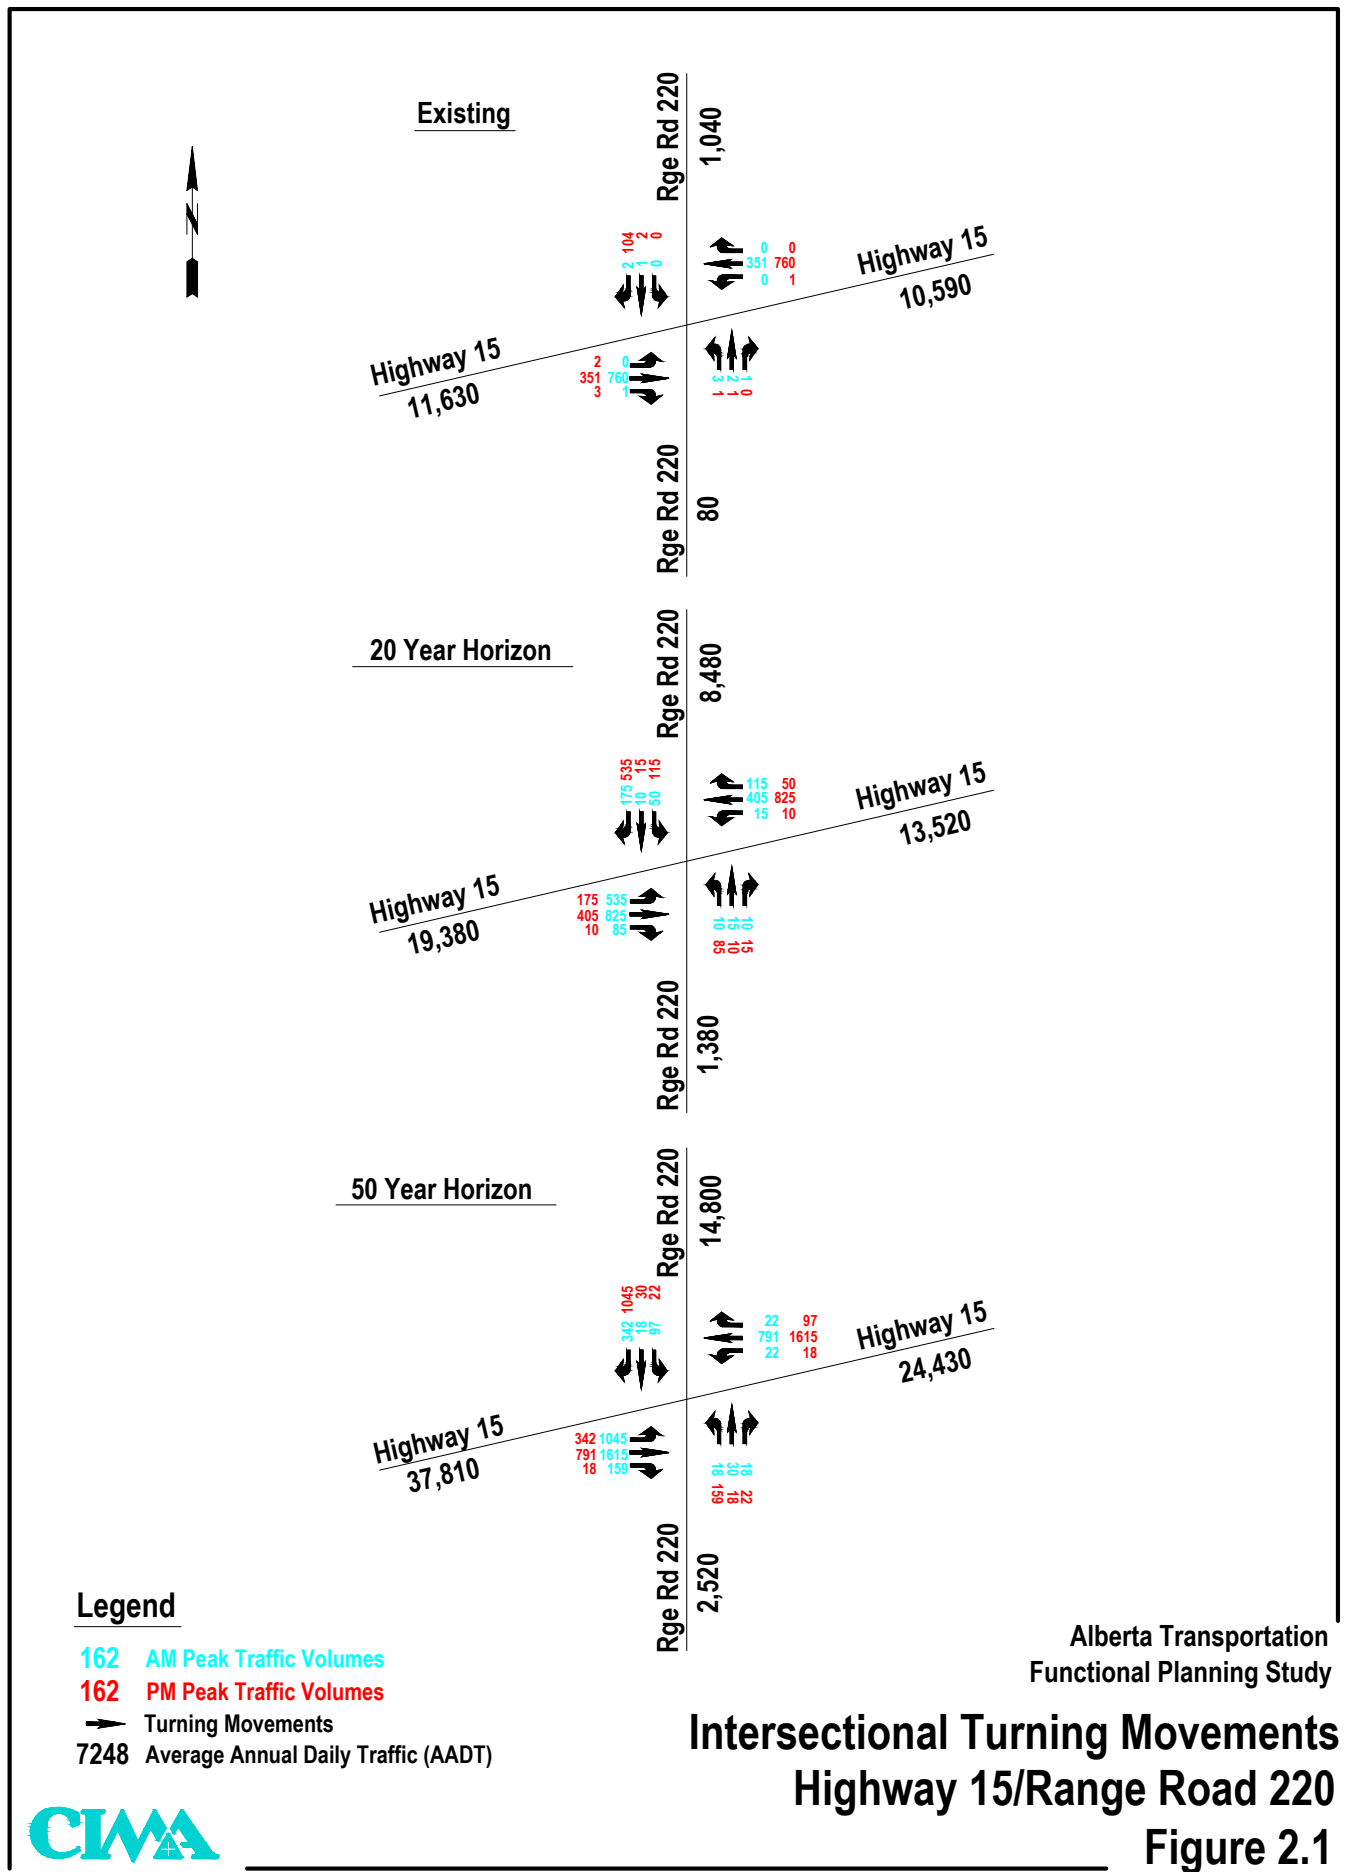 Existing
N
Rge Rd 220
1,040
104
2
0
2
1
0
0 0
351 760
0 1
Highway 15
10,590
Highway 15
11,630
2 0
351 760
3 1
3
2
1
1
1
0
Rge Rd 220
80
20 Year Horizon
Rge Rd 220
8,480
535
15
115
175
10
50
115 50
405 825
15 10
Highway 15
13,520
Highway 15
19,380
175 535
405 825
10 85
10
15
10
85
10
15
Rge Rd 220
1,380
50 Year Horizon
Rge Rd 220
14,800
1045
30
22
342
18
97
22 97
791 1615
22 18
Highway 15
24,430
Highway 15
37,810
342 1045
791 1615
18 159
18
30
18
159
18
22
Rge Rd 220
2,520
Legend
162 AM Peak Traffic Volumes
162 PM Peak Traffic Volumes
Turning Movements
7248 Average Annual Daily Traffic (AADT)
CIMA
Alberta Transportation
Functional Planning Study
Intersectional Turning Movements
Highway 15/Range Road 220
Figure 2.1